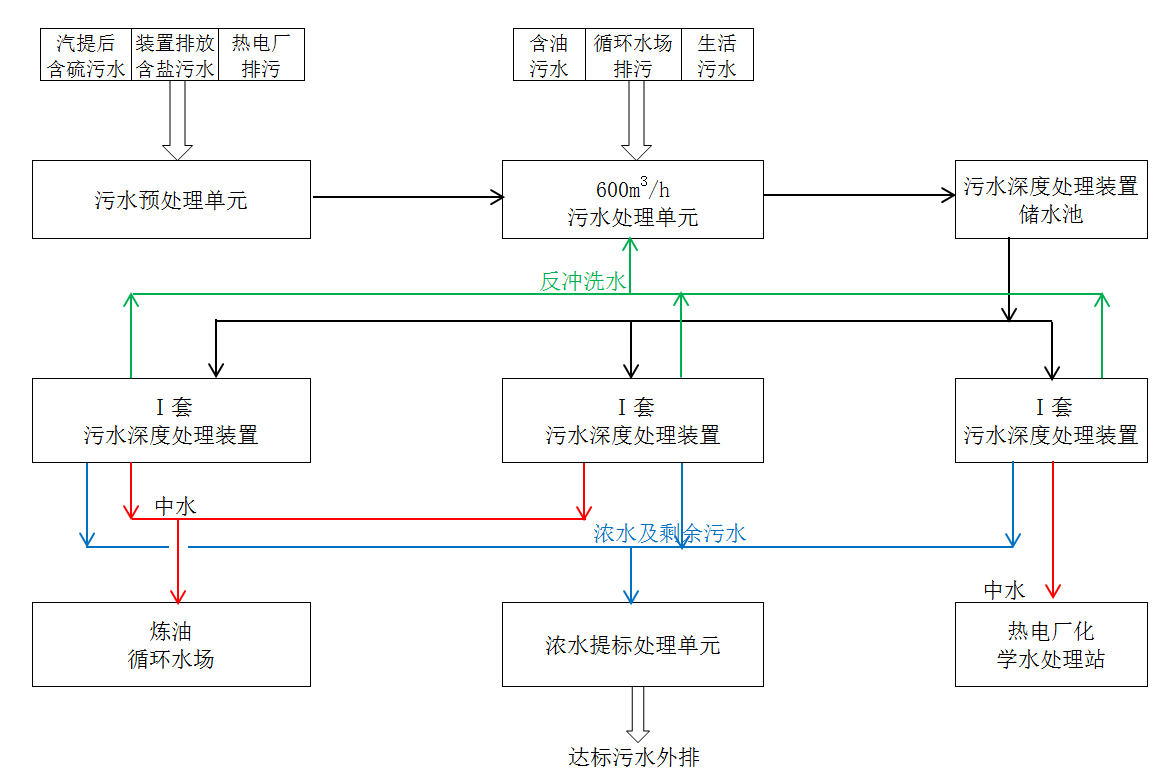 汽提后
含硫污水
装置排放
含盐污水
热电厂
排污
含油
污水
循环水场
排污
生活
污水
污水预处理单元
600m³/h
污水处理单元
污水深度处理装置
储水池
反冲洗水
Ⅰ套
污水深度处理装置
Ⅰ套
污水深度处理装置
Ⅰ套
污水深度处理装置
中水
浓水及剩余污水
中水
炼油
循环水场
浓水提标处理单元
热电厂化
学水处理站
达标污水外排